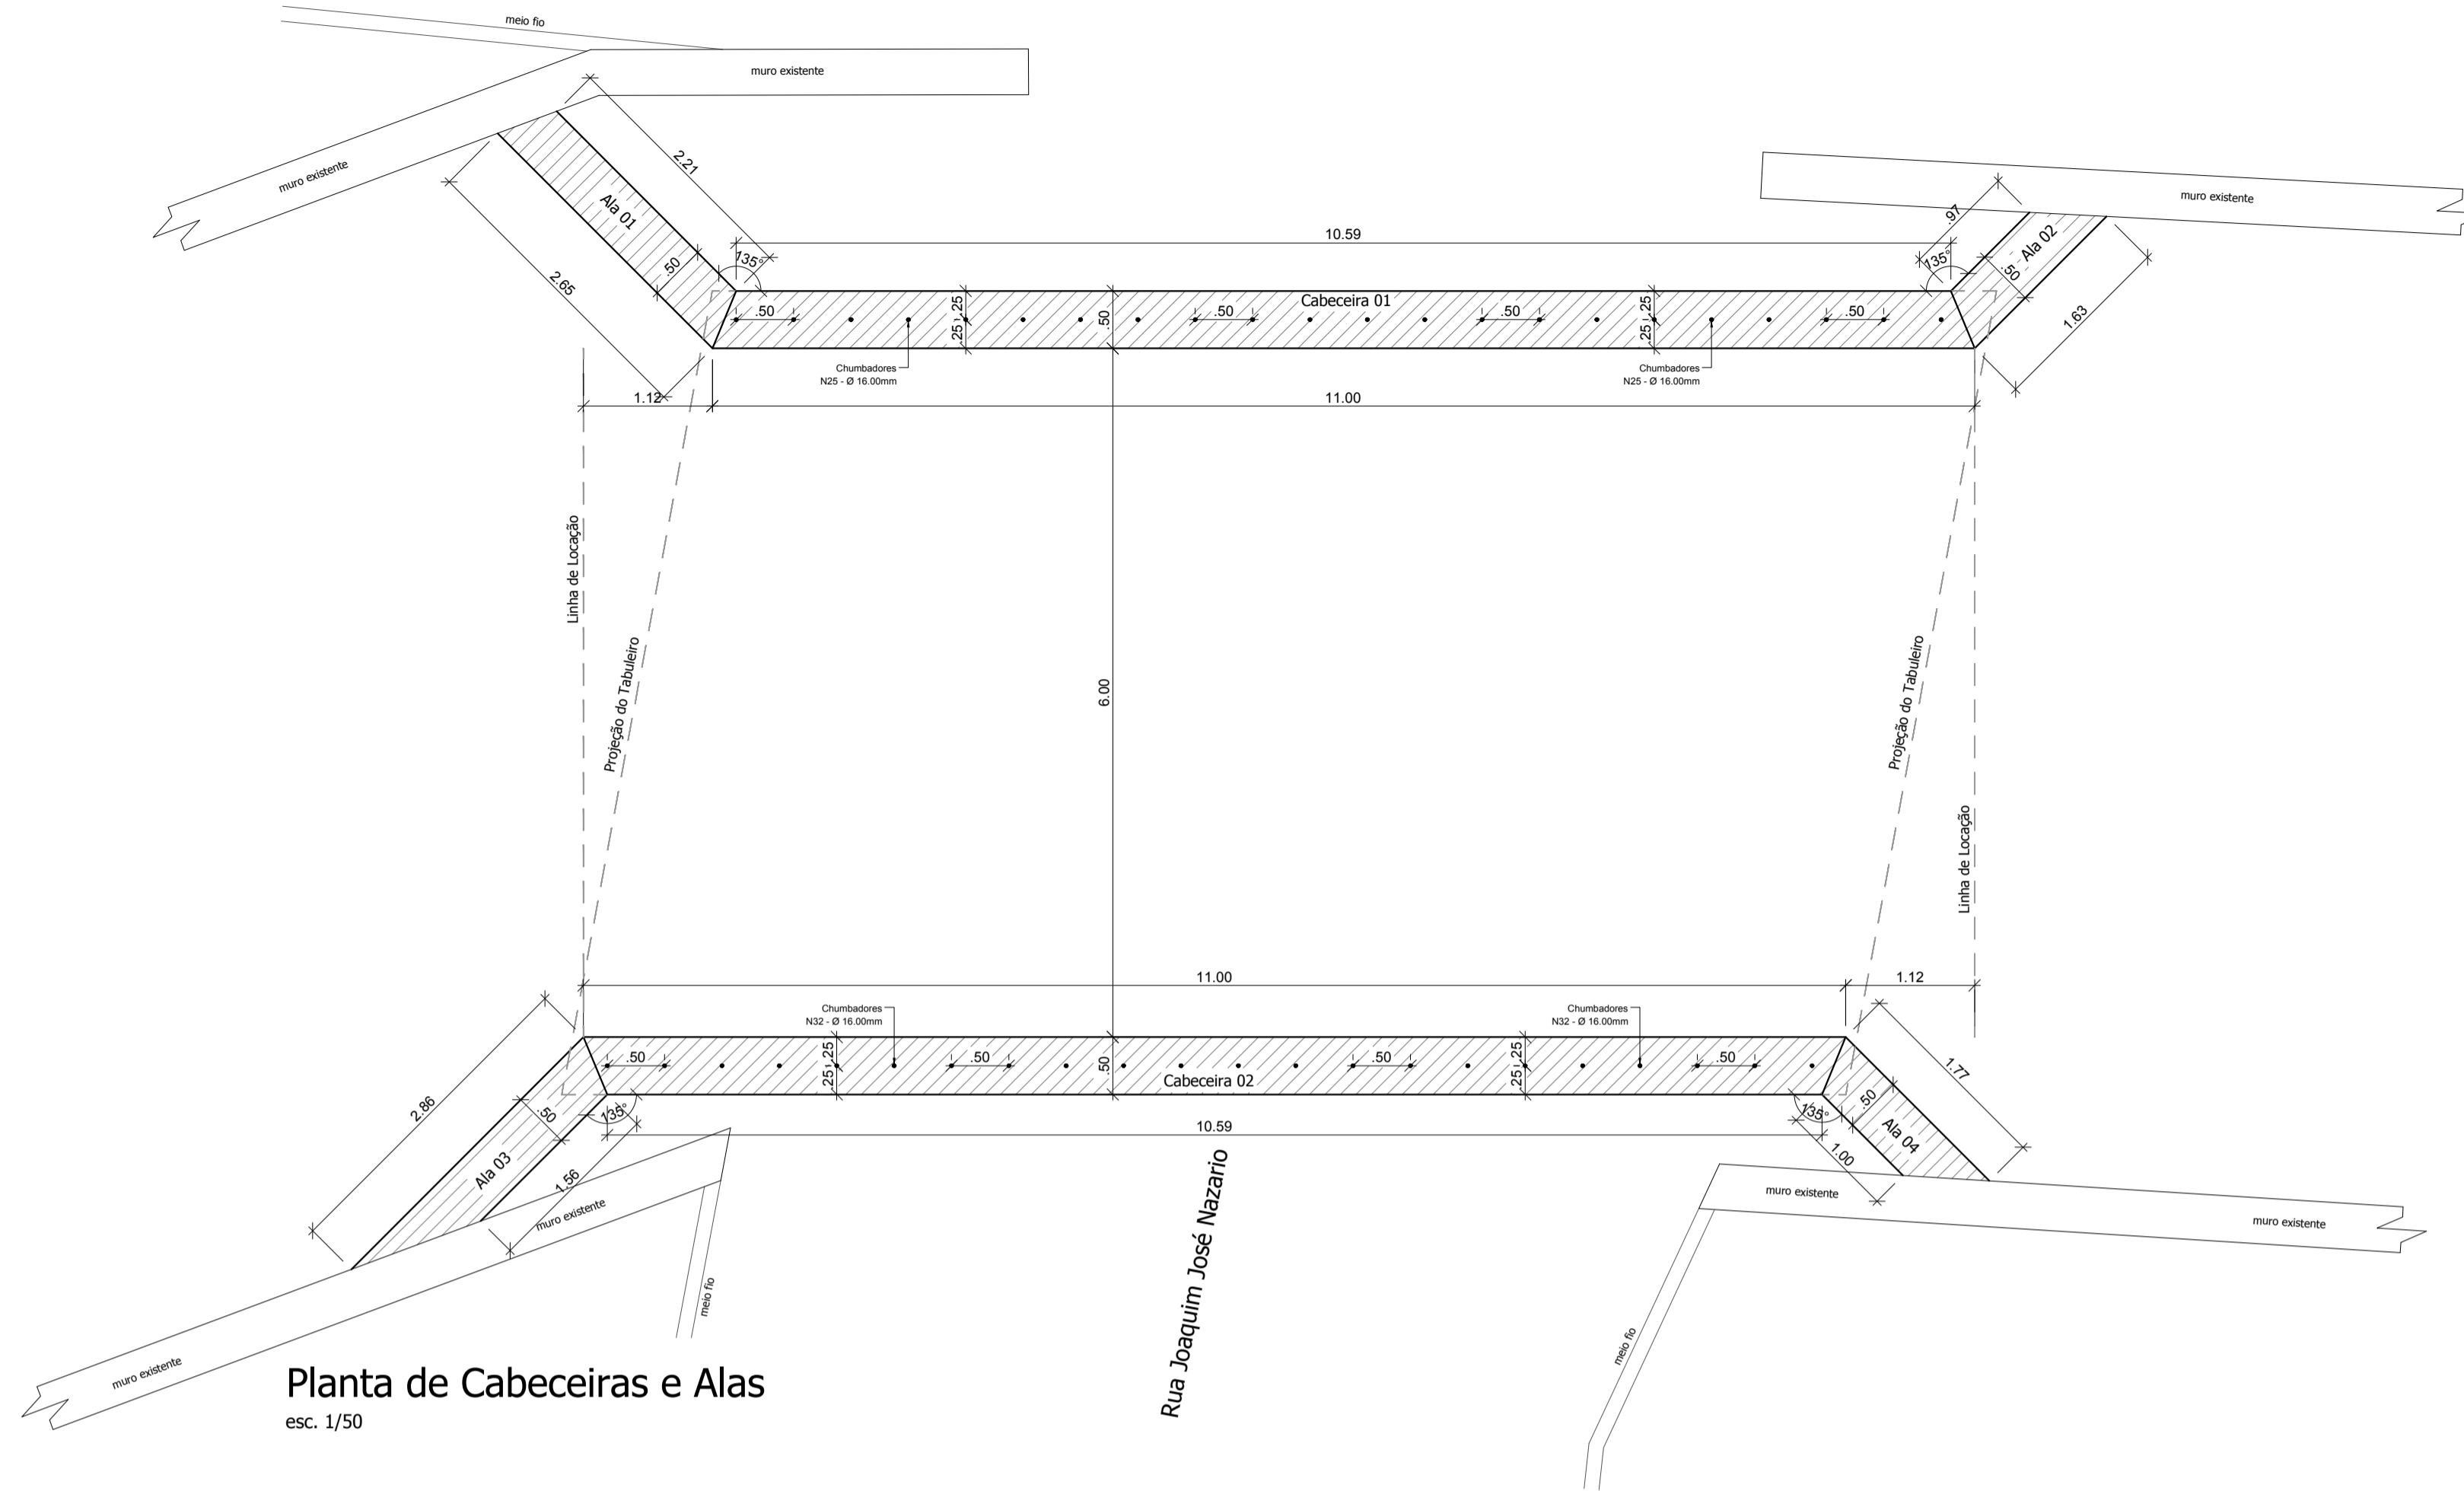 meio fio
muro existente
muro existente
2.21
Ala 01
.50
2.65
135°
10.59
.97
135°
Ala 02
.50
muro existente
1.63
Cabeceira 01
.50
.25
.25
.50
.50
.50
.25
.25
.50
Chumbadores
N25 - Ø 16.00mm
Chumbadores
N25 - Ø 16.00mm
1.12
11.00
Linha de Locação
Projeção do Tabuleiro
6.00
Projeção do Tabuleiro
Linha de Locação
11.00
1.12
Chumbadores
N32 - Ø 16.00mm
Chumbadores
N32 - Ø 16.00mm
.50
.25
.25
.50
.50
.50
.25
.25
.50
Cabeceira 02
2.86
.50
135°
Ala 03
1.56
10.59
135°
.50
1.77
Ala 04
1.00
muro existente
muro existente
muro existente
meio fio
meio fio
muro existente
Rua Joaquim José Nazario
Planta de Cabeceiras e Alas
esc. 1/50